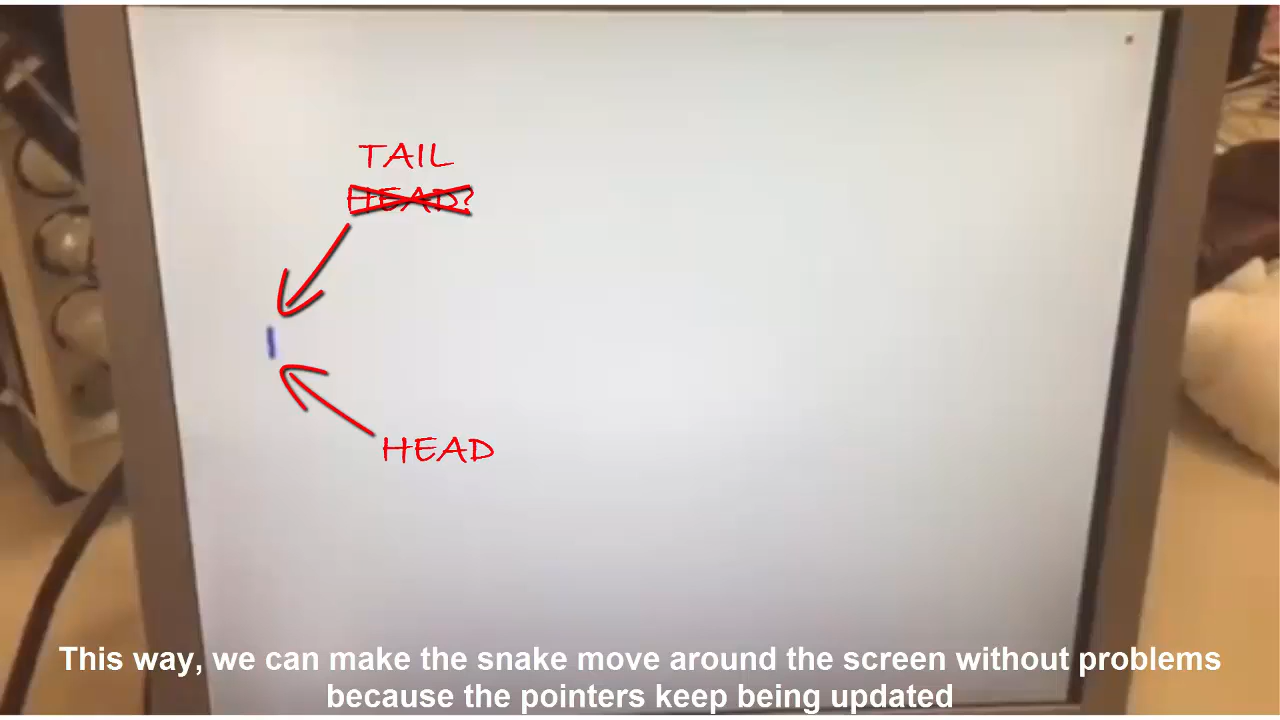 TAIL
HEAD?
HEAD
This way, we can make the snake move around the screen without problems
because the pointers keep being updated